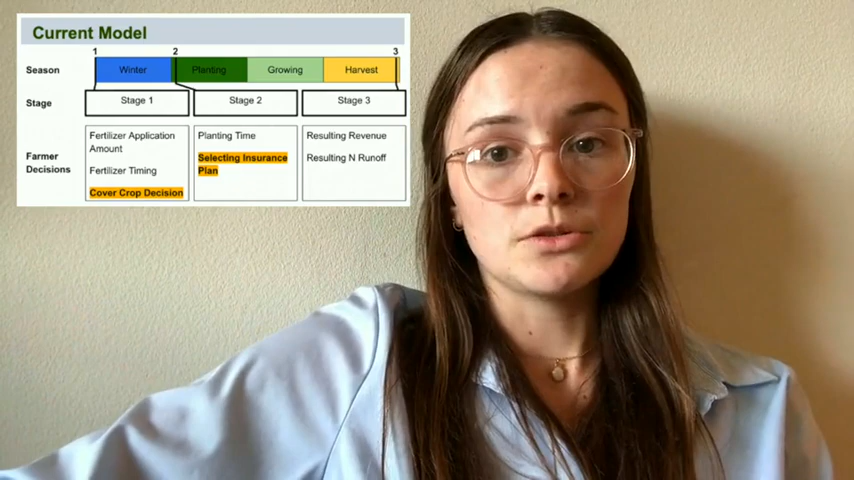 Current Model
1 2 3
Season Winter Planting Growing Harvest
Stage Stage 1 Stage 2 Stage 3
Farmer
Decisions
Fertilizer Application
Amount
Fertilizer Timing
Cover Crop Decision
Planting Time
Selecting Insurance
Plan
Resulting Revenue
Resulting N Runoff